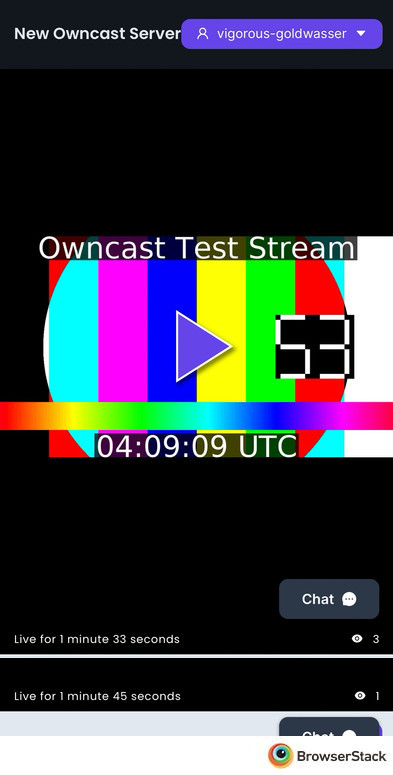 New Owncast Server
vigorous-goldwasser
Owncast Test Stream
53
04:09:09 UTC
Chat
Live for 1 minute 33 seconds
3
Live for 1 minute 45 seconds
1
Chat
BrowserStack